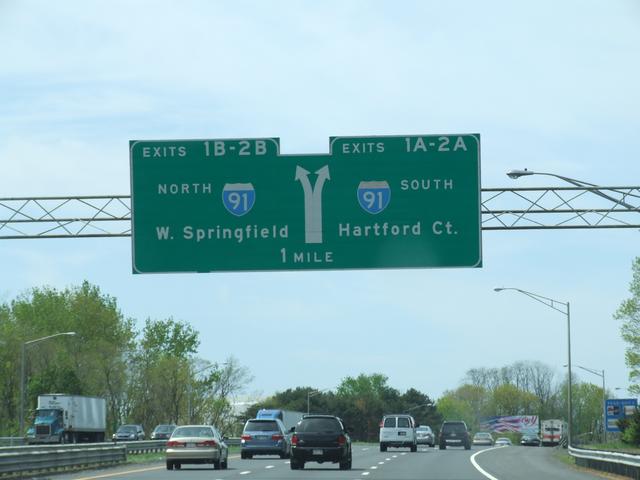 EXITS 1B-2B
NORTH 91
W. Springfield
EXITS 1A-2A
91 SOUTH
Hartford Ct.
1 MILE